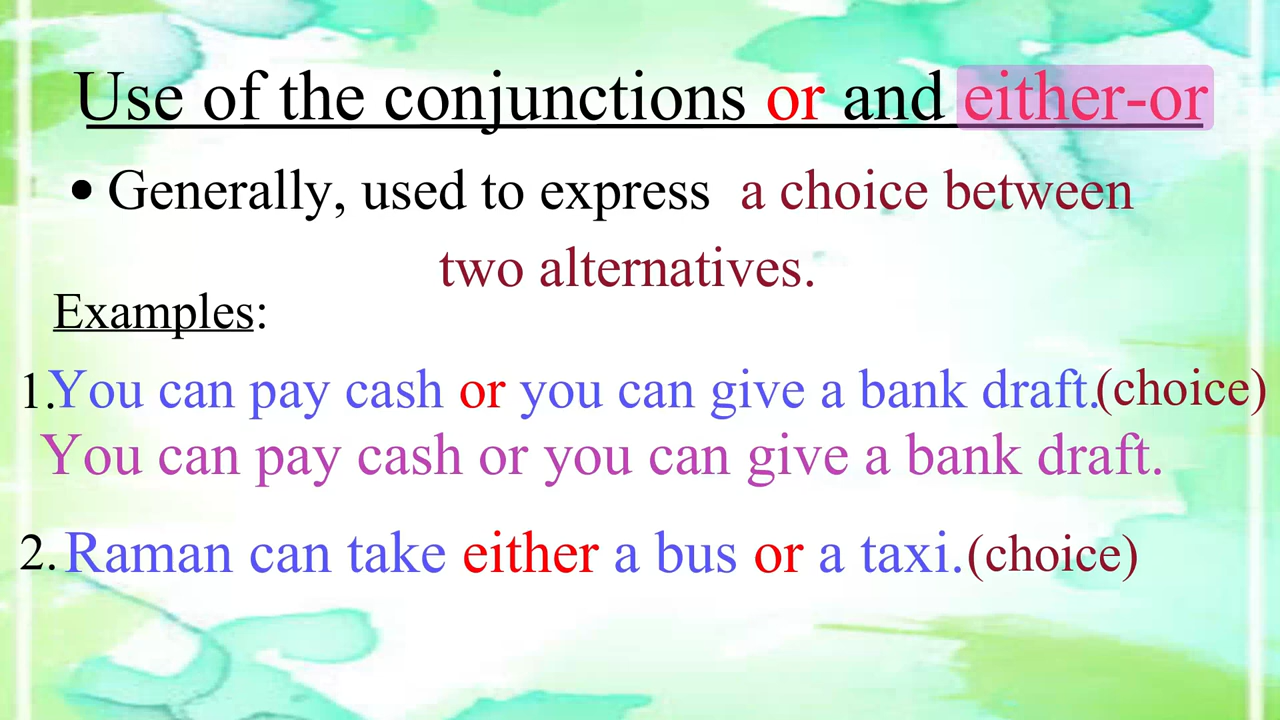 Use of the conjunctions or and either-or
• Generally, used to express a choice between
two alternatives.
Examples:
1.You can pay cash or you can give a bank draft.(choice)
You can pay cash or you can give a bank draft.
2. Raman can take either a bus or a taxi.(choice)